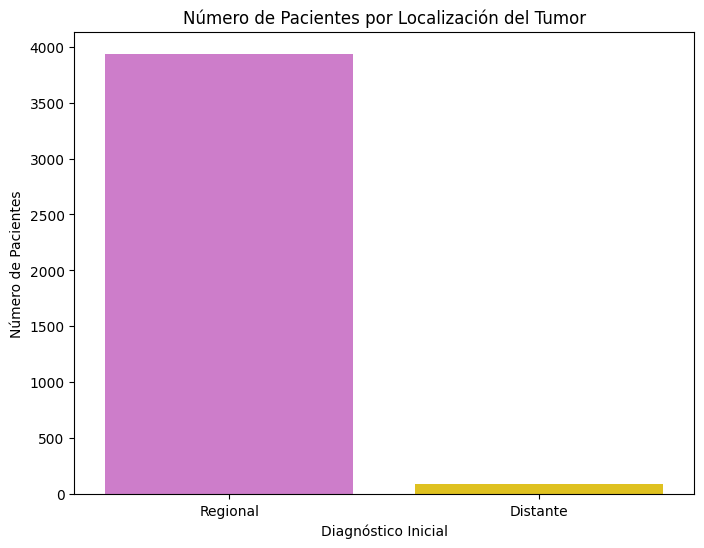 Número de Pacientes por Localización del Tumor
Número de Pacientes
4000
3500
3000
2500
2000
1500
1000
500
0
Regional
Distante
Diagnóstico Inicial